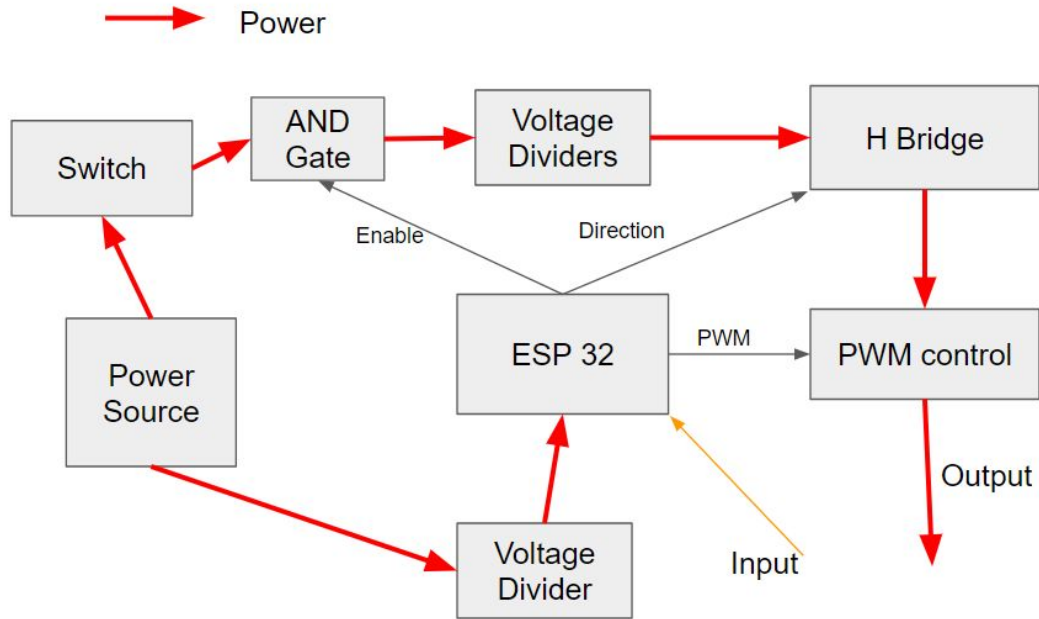 Power
AND
Gate
Voltage
Dividers
H Bridge
Switch
Enable
Direction
Power
Source
ESP 32
PWM
PWM control
Output
Voltage
Divider
Input